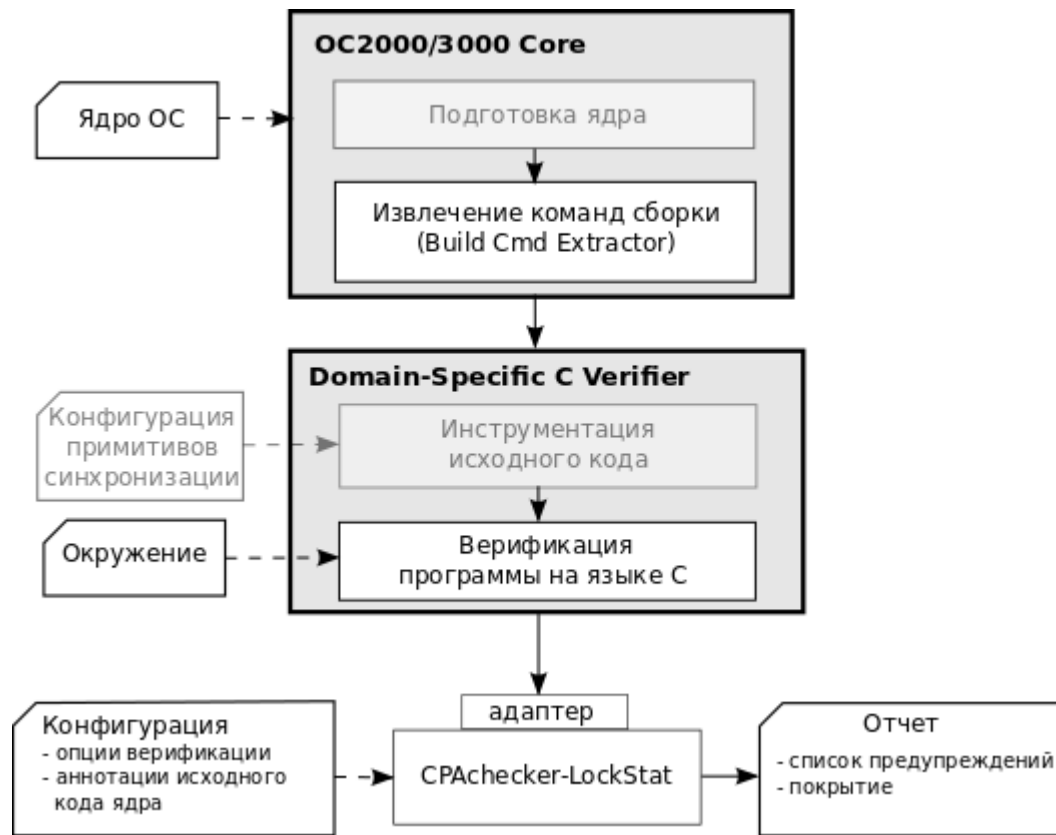 OC2000/3000 Core
Ядро ОС
Подготовка ядра
Извлечение команд сборки
(Build Cmd Extractor)
Domain-Specific C Verifier
Конфигурация
примитивов
синхронизации
Инструментация
исходного кода
Окружение
Верификация
программы на языке C
адаптер
Конфигурация
- опции верификации
- аннотации исходного
кода ядра
CPAchecker-LockStat
Отчет
- список предупреждений
- покрытие